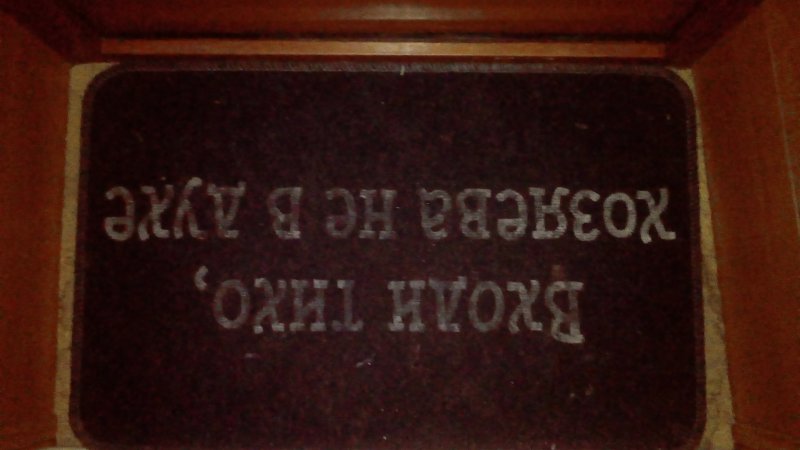 Входи тихо,
хозяева не в духе